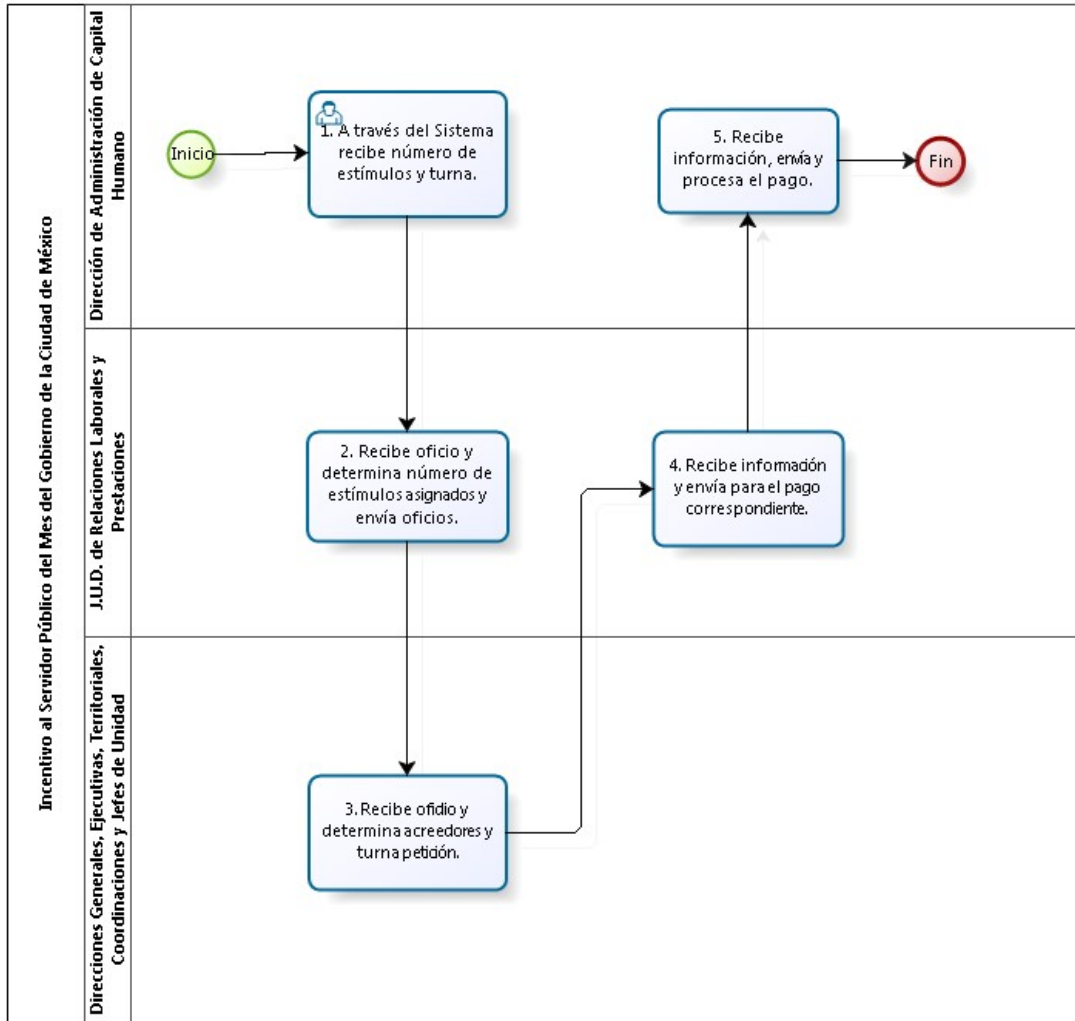 Incentivo al Servidor Público del Mes del Gobierno de la Ciudad de México
Dirección de Administración de Capital
Humano
Inicio
1. A través del Sistema
recibe número de
estímulos y turna.
5. Recibe
información, envía y
procesa el pago.
Fin
J.U.D. de Relaciones Laborales y
Prestaciones
2. Recibe oficio y
determina número de
estímulos asignados y
envía oficios.
4. Recibe información
y envía para el pago
correspondiente.
Direcciones Generales, Ejecutivas, Territoriales,
Coordinaciones y Jefes de Unidad
3. Recibe ofidio y
determina acreedores y
turna petición.